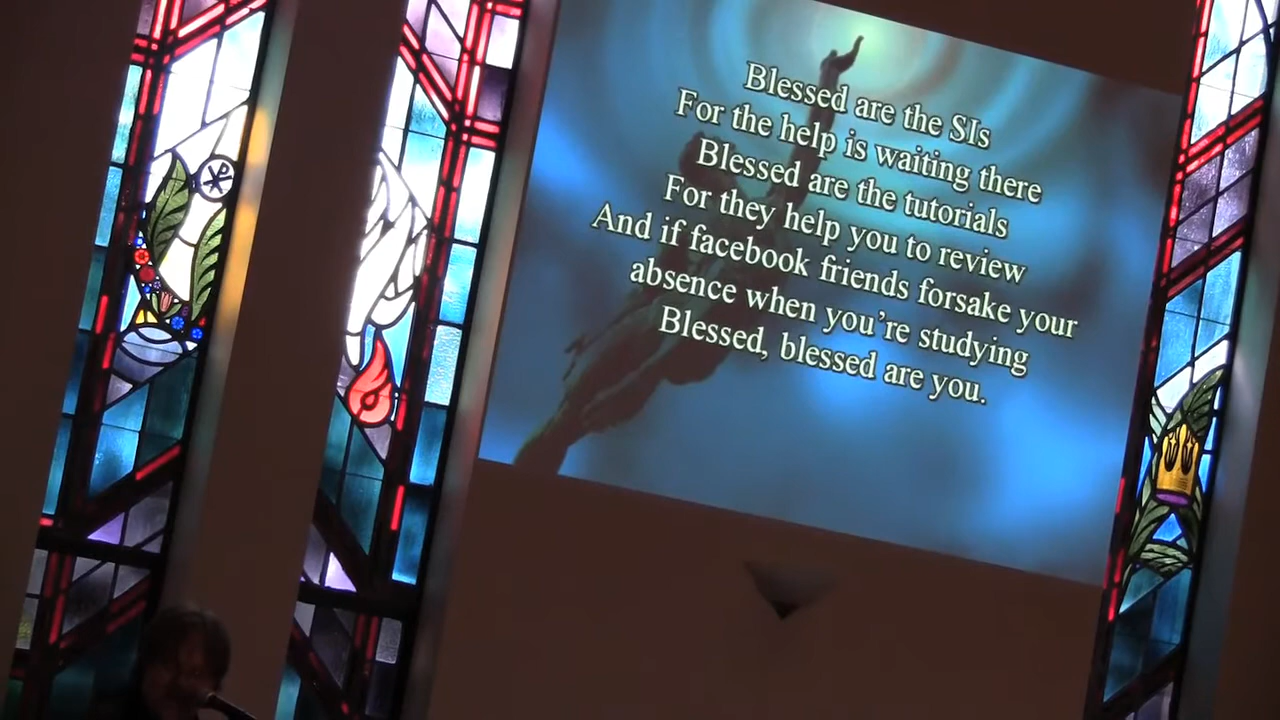 Blessed are the SIs
For the help is waiting there
Blessed are the tutorials
For they help you to review
And if facebook friends forsake your
absence when you're studying
Blessed, blessed are you.